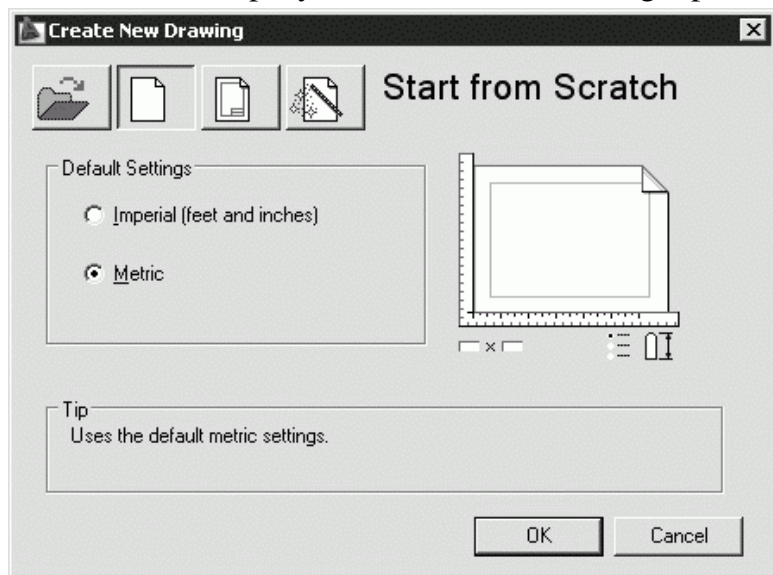 Create New Drawing
Start from Scratch
Default Settings
Imperial (feet and inches)
Metric
Tip
Uses the default metric settings.
OK
Cancel